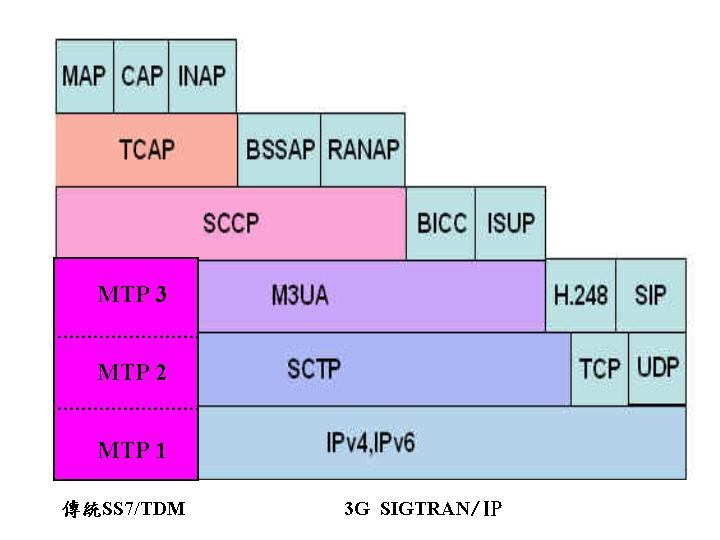 MAP CAP INAP
TCAP BSSAP RANAP
SCCP BICC ISUP
MTP 3 M3UA H.248 SIP
MTP 2 SCTP TCP UDP
MTP 1 IPv4,IPv6
傳統SS7/TDM 3G SIGTRAN/IP